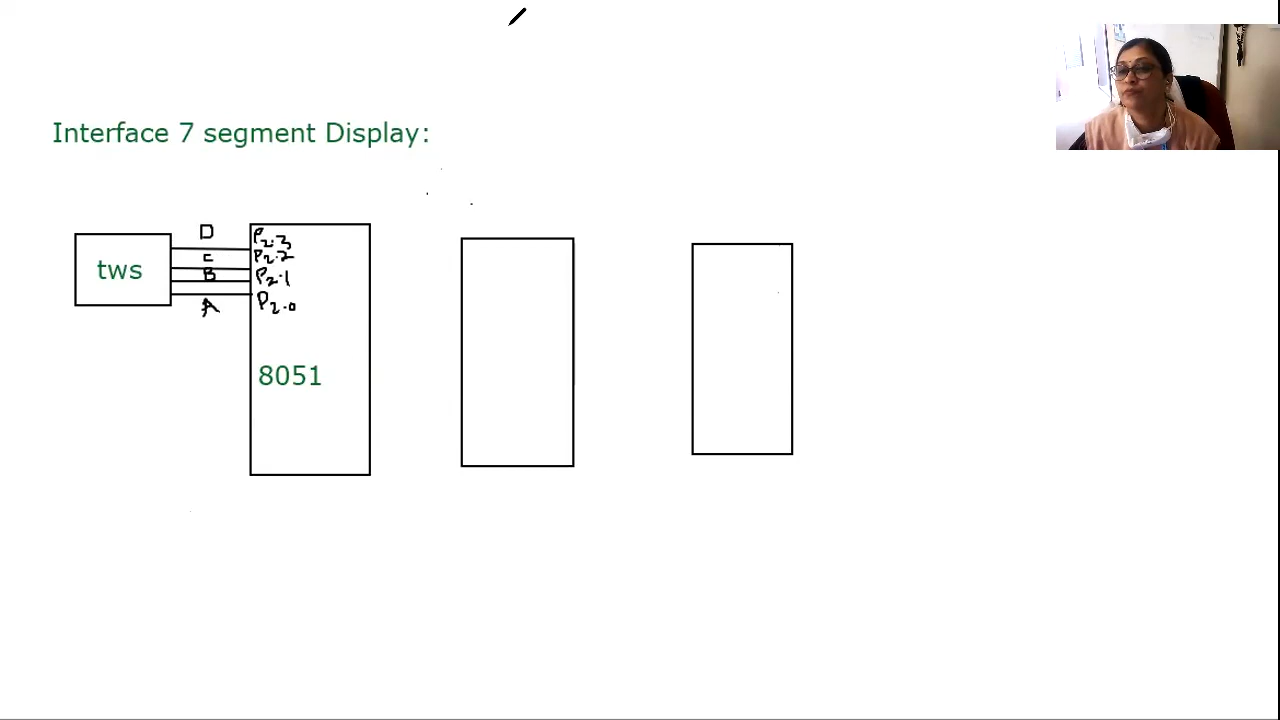 Interface 7 segment Display:
D
C
B
A
tws
P2.3
P2.2
P2.1
P2.0
8051